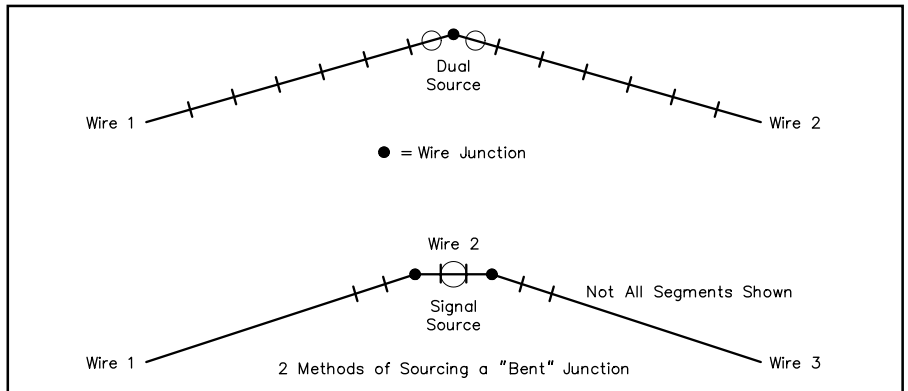 Dual
Source
Wire 1
Wire 2
● = Wire Junction
Wire 2
Not All Segments Shown
Signal
Source
Wire 1
Wire 3
2 Methods of Sourcing a "Bent" Junction